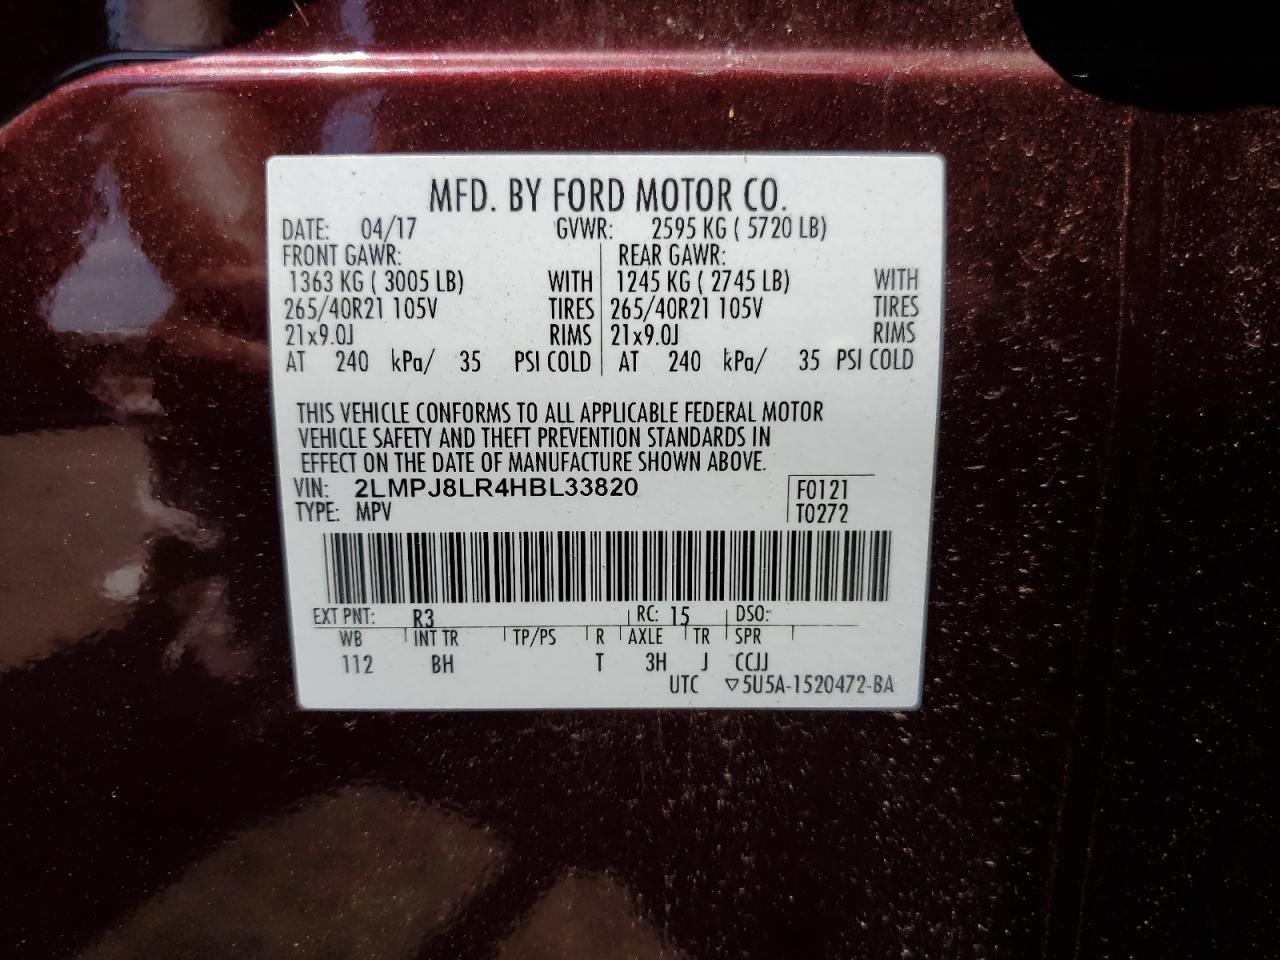 MFD. BY FORD MOTOR CO.
DATE: 04/17 GVWR: 2595 KG ( 5720 LB)
FRONT GAWR: REAR GAWR:
1363 KG ( 3005 LB) WITH 1245 KG ( 2745 LB) WITH
265/40R21 105V TIRES 265/40R21 105V TIRES
21x9.0J RIMS 21x9.0J RIMS
AT 240 kPa/ 35 PSI COLD AT 240 kPa/ 35 PSI COLD
THIS VEHICLE CONFORMS TO ALL APPLICABLE FEDERAL MOTOR
VEHICLE SAFETY AND THEFT PREVENTION STANDARDS IN
EFFECT ON THE DATE OF MANUFACTURE SHOWN ABOVE.
VIN: 2LMPJ8LR4HBL33820 F0121
TYPE: MPV T0272
EXT PNT: R3 RC: 15 DSO:
WB INT TR TP/PS R AXLE TR SPR
112 BH T 3H J CCJJ
UTC ▽5U5A-1520472-BA